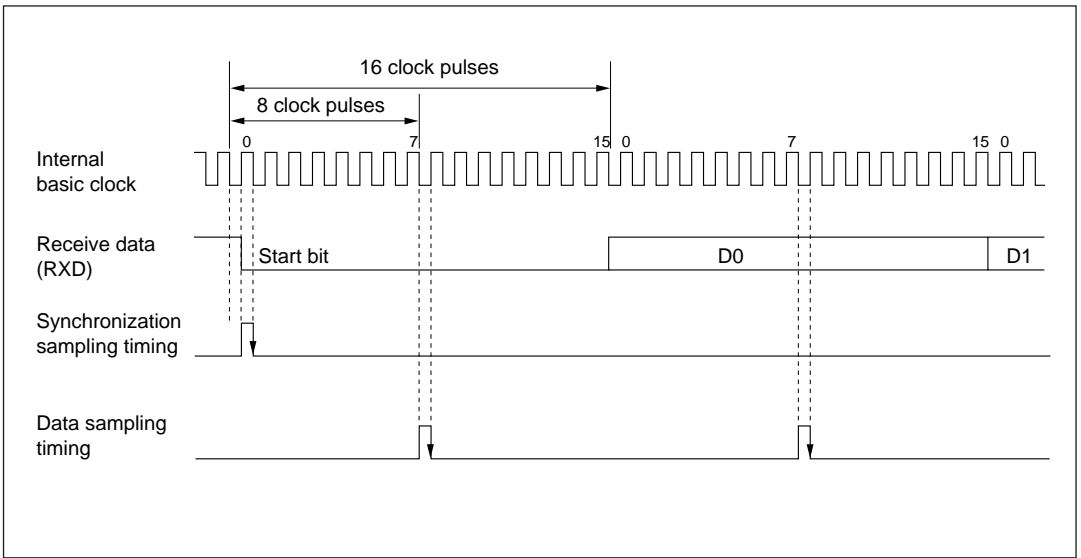 16 clock pulses
8 clock pulses
0 7 15 0 7 15 0
Internal
basic clock
Receive data
(RXD)
Start bit D0 D1
Synchronization
sampling timing
Data sampling
timing